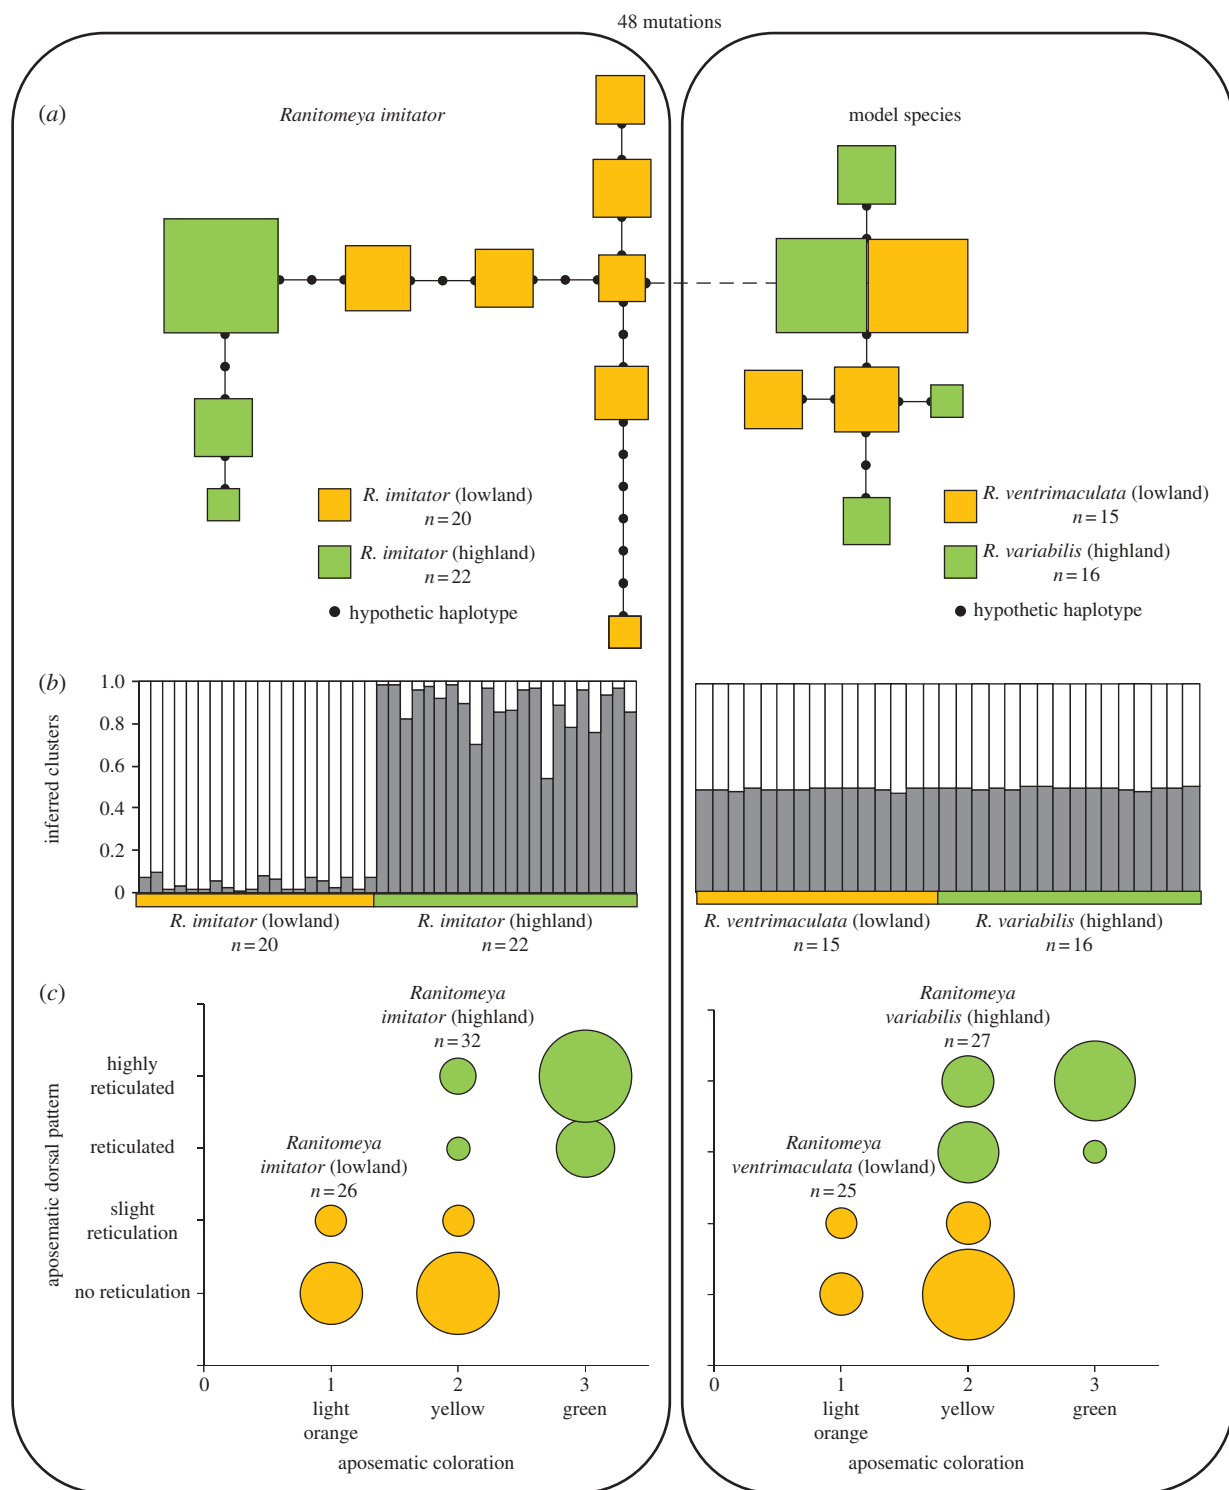 48 mutations
(a)
Ranitomeya imitator
model species
R. imitator (lowland)
n=20
R. imitator (highland)
n=22
hypothetic haplotype
R. ventrimaculata (lowland)
n=15
R. variabilis (highland)
n=16
hypothetic haplotype
(b)
inferred clusters
1.0
0.8
0.6
0.4
0.2
0
R. imitator (lowland)
n=20
R. imitator (highland)
n=22
R. ventrimaculata (lowland)
n=15
R. variabilis (highland)
n=16
(c)
aposematic dorsal pattern
highly
reticulated
reticulated
slight
reticulation
no reticulation
Ranitomeya
imitator (highland)
n=32
Ranitomeya
imitator (lowland)
n=26
0
1
2
3
light
orange
yellow
green
aposematic coloration
Ranitomeya
variabilis (highland)
n=27
Ranitomeya
ventrimaculata (lowland)
n=25
0
1
2
3
light
orange
yellow
green
aposematic coloration